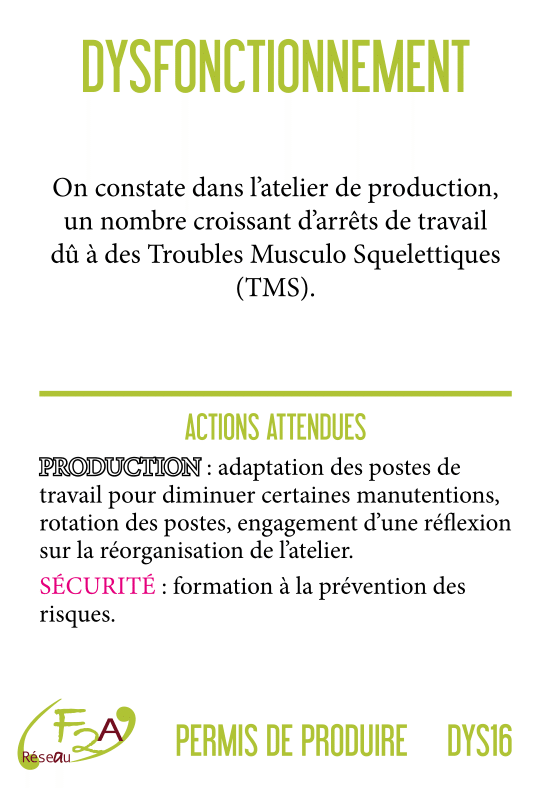 DYSFONCTIONNEMENT
On constate dans l’atelier de production,
un nombre croissant d’arrêts de travail
dû à des Troubles Musculo Squelettiques
(TMS).
ACTIONS ATTENDUES
PRODUCTION : adaptation des postes de
travail pour diminuer certaines manutentions,
rotation des postes, engagement d’une réflexion
sur la réorganisation de l’atelier.
SÉCURITÉ : formation à la prévention des
risques.
F2A
Réseau
PERMIS DE PRODUIRE DYS16